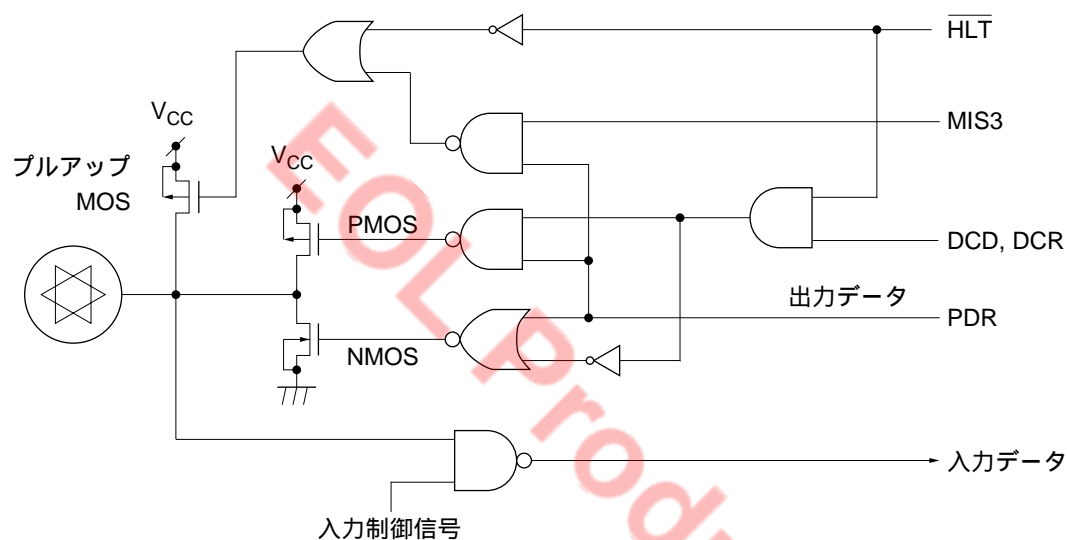 HLT
MIS3
VCC
プルアップ
MOS
VCC
PMOS
DCD, DCR
出力データ
PDR
NMOS
入力データ
入力制御信号
EOL Prod